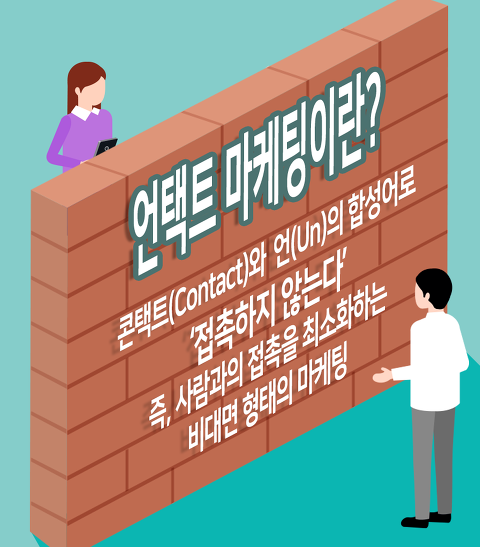 언택트 마케팅이란?
콘택트(Contact)와 언(Un)의 합성어로
‘접촉하지 않는다’
즉, 사람과의 접촉을 최소화하는
비대면 형태의 마케팅